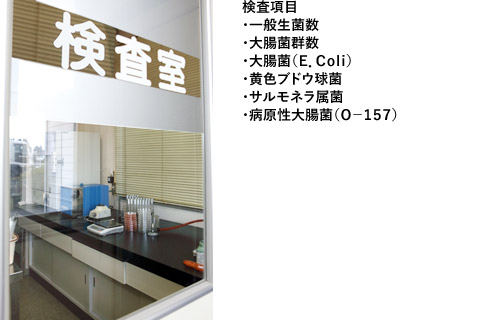 検査室
検査項目
・一般生菌数
・大腸菌群数
・大腸菌（E．Coli）
・黄色ブドウ球菌
・サルモネラ属菌
・病原性大腸菌（O－157）